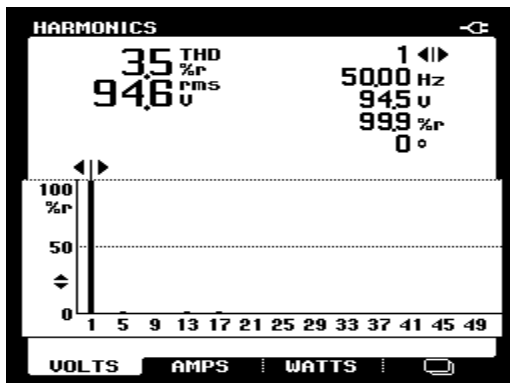 HARMONICS
3.5 THD %r
94.6 rms V
1
50.00 Hz
94.5 V
99.9 %r
0 °
100
%r
50
0
1 5 9 13 17 21 25 29 33 37 41 45 49
VOLTS AMPS WATTS